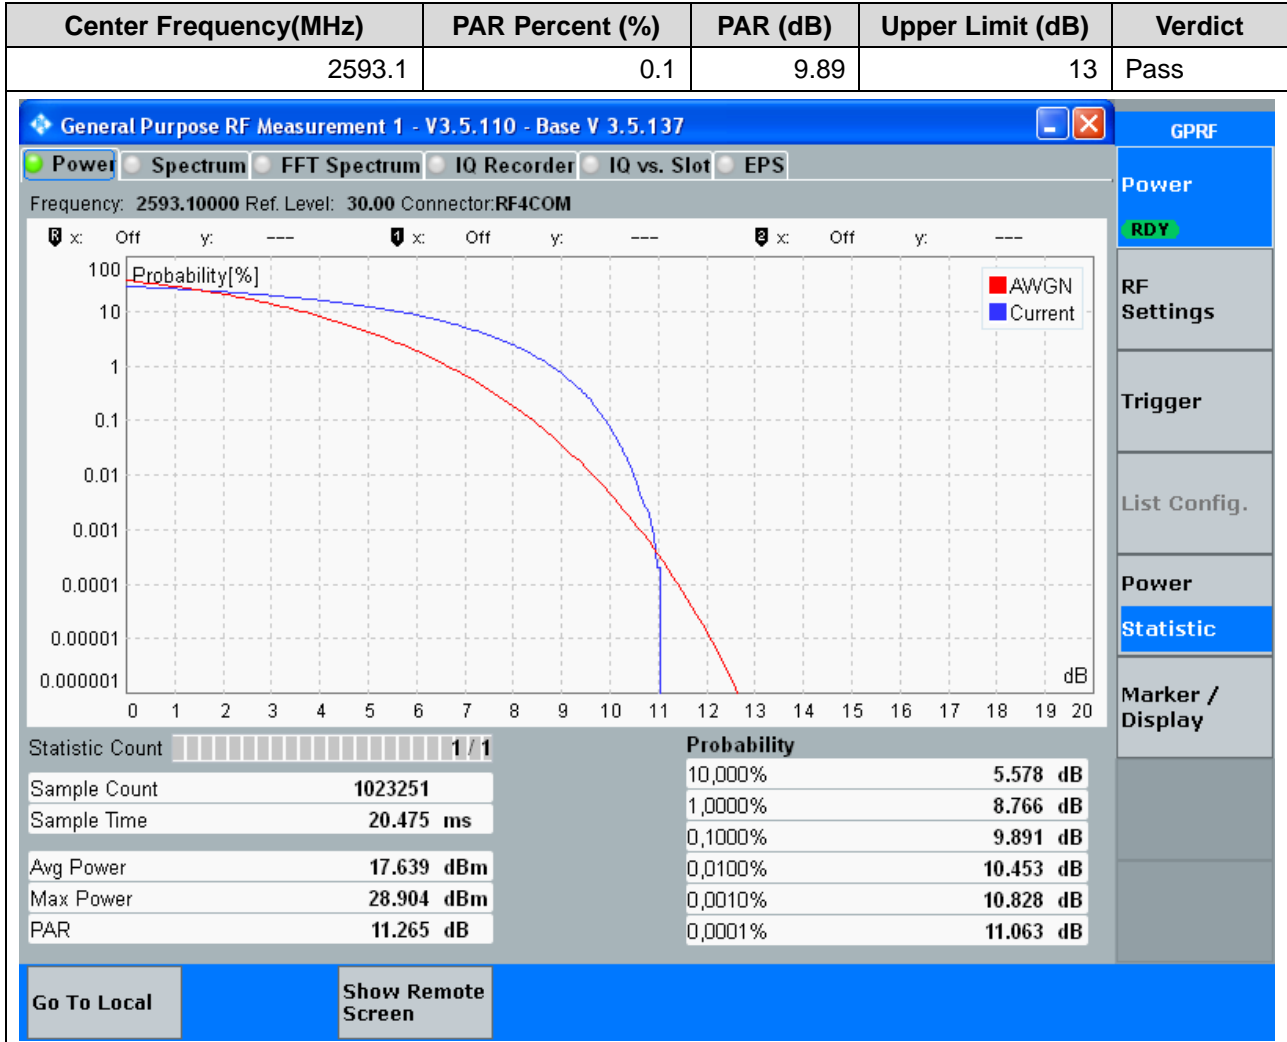 Center Frequency(MHz) PAR Percent (%) PAR (dB) Upper Limit (dB) Verdict
2593.1 0.1 9.89 13 Pass
General Purpose RF Measurement 1 - V3.5.110 - Base V 3.5.137
GPRF
Power Spectrum FFT Spectrum IQ Recorder IQ vs. Slot EPS
Frequency: 2593.10000 Ref. Level: 30.00 Connector:RF4COM
R x: Off y: --- 1 x: Off y: --- 2 x: Off y: ---
Probability[%]
100
10
1
0.1
0.01
0.001
0.0001
0.00001
0.000001
AWGN
Current
dB
0 1 2 3 4 5 6 7 8 9 10 11 12 13 14 15 16 17 18 19 20
Statistic Count 1 / 1
Sample Count 1023251
Sample Time 20.475 ms
Avg Power 17.639 dBm
Max Power 28.904 dBm
PAR 11.265 dB
Probability
10,000% 5.578 dB
1,0000% 8.766 dB
0,1000% 9.891 dB
0,0100% 10.453 dB
0,0010% 10.828 dB
0,0001% 11.063 dB
Power
RDY
RF
Settings
Trigger
List Config.
Power
Statistic
Marker /
Display
Go To Local
Show Remote
Screen